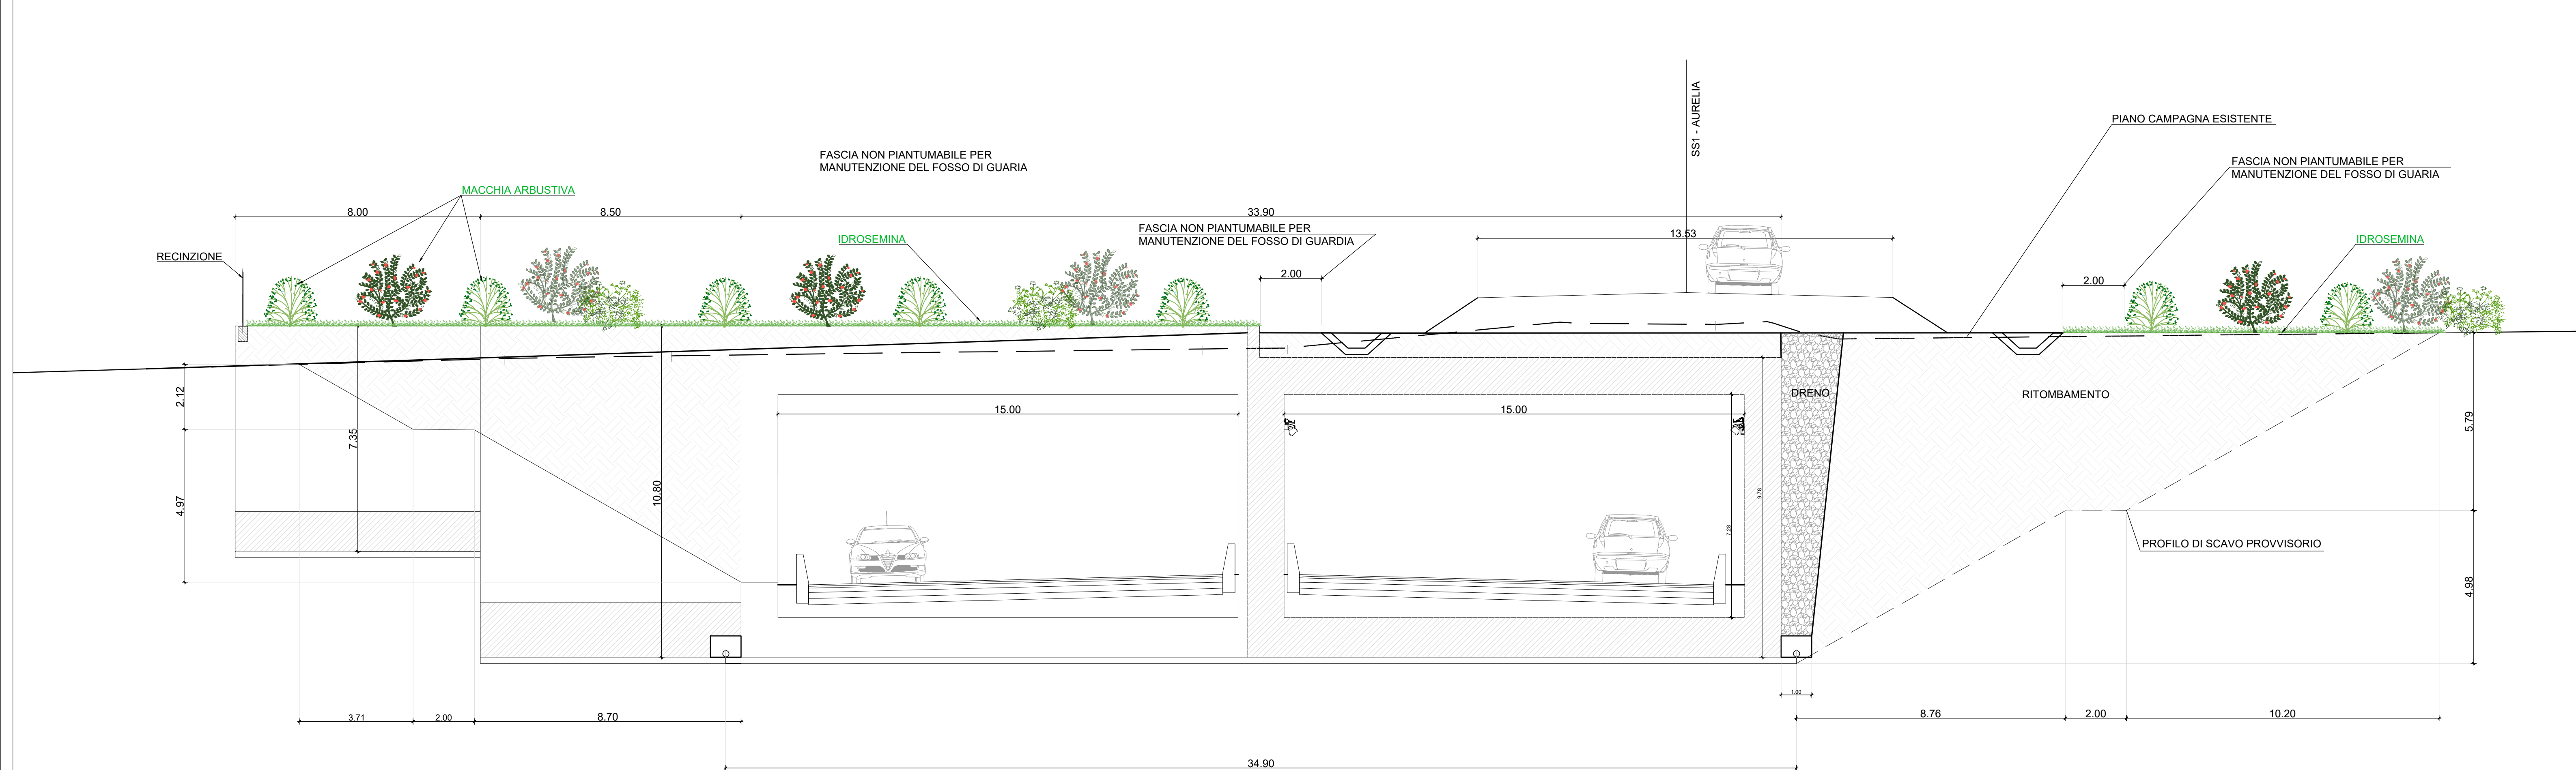 SS1 - AURELIA
PIANO CAMPAGNA ESISTENTE
FASCIA NON PIANTUMABILE PER
MANUTENZIONE DEL FOSSO DI GUARIA
FASCIA NON PIANTUMABILE PER
MANUTENZIONE DEL FOSSO DI GUARIA
MACCHIA ARBUSTIVA
8.00
8.50
33.90
FASCIA NON PIANTUMABILE PER
MANUTENZIONE DEL FOSSO DI GUARDIA
13.53
IDROSEMINA
IDROSEMINA
RECINZIONE
2.00
2.00
2.12
7.35
4.97
10.80
15.00
15.00
7.28
9.78
DRENO
RITOMBAMENTO
5.79
4.98
PROFILO DI SCAVO PROVVISORIO
1.00
3.71
2.00
8.70
8.76
2.00
10.20
34.90